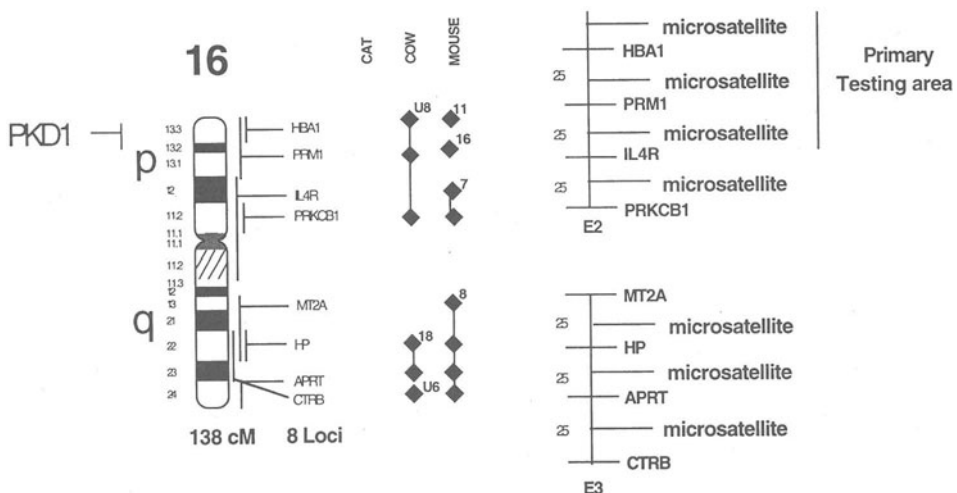 16
CAT
COW
MOUSE
PKD1
p
q
13.3
13.2
13.1
12
11.2
11.1
11.1
11.2
11.3
12
13
21
22
23
24
HBA1
PRM1
IL4R
PRKCB1
MT2A
HP
APRT
CTRB
U8
11
16
7
8
18
U6
138 cM
8 Loci
microsatellite
HBA1
25
microsatellite
PRM1
25
microsatellite
IL4R
25
microsatellite
PRKCB1
E2
Primary
Testing area
MT2A
25
microsatellite
HP
25
microsatellite
APRT
25
microsatellite
CTRB
E3